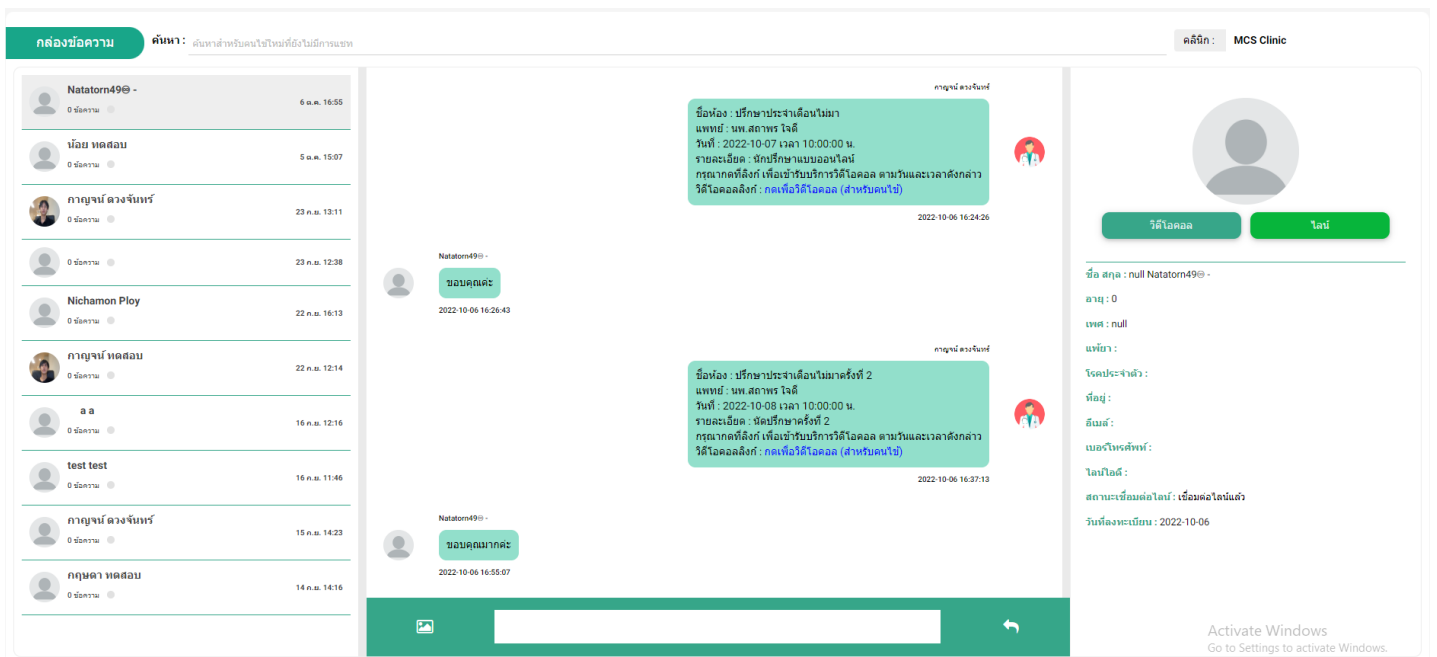 กล่องข้อความ
ค้นหา :
ค้นหาสำหรับคนไข้ใหม่ที่ยังไม่มีการแชท
คลินิก :
MCS Clinic
Natatorn49♾ -
0 ข้อความ
6 ต.ค. 16:55
น้อย ทดสอบ
0 ข้อความ
5 ต.ค. 15:07
กาญจน์ ดวงจันทร์
0 ข้อความ
23 ก.ย. 13:11
0 ข้อความ
23 ก.ย. 12:38
Nichamon Ploy
0 ข้อความ
22 ก.ย. 16:13
กาญจน์ ทดสอบ
0 ข้อความ
22 ก.ย. 12:14
a a
0 ข้อความ
16 ก.ย. 12:16
test test
0 ข้อความ
16 ก.ย. 11:46
กาญจน์ ดวงจันทร์
0 ข้อความ
15 ก.ย. 14:23
กฤษดา ทดสอบ
0 ข้อความ
14 ก.ย. 14:16
กาญจน์ ดวงจันทร์
ชื่อห้อง : ปรึกษาประจำเดือนไม่มา
แพทย์ : นพ.สถาพร ใจดี
วันที่ : 2022-10-07 เวลา 10:00:00 น.
รายละเอียด : นัดปรึกษาแบบออนไลน์
กรุณากดที่ลิงก์ เพื่อเข้ารับบริการวิดีโอคอล ตามวันและเวลาดังกล่าว
วิดีโอคอลลิงก์ : กดเพื่อวิดีโอคอล (สำหรับคนไข้)
2022-10-06 16:24:26
Natatorn49♾ -
ขอบคุณค่ะ
2022-10-06 16:26:43
กาญจน์ ดวงจันทร์
ชื่อห้อง : ปรึกษาประจำเดือนไม่มาครั้งที่ 2
แพทย์ : นพ.สถาพร ใจดี
วันที่ : 2022-10-08 เวลา 10:00:00 น.
รายละเอียด : นัดปรึกษาครั้งที่ 2
กรุณากดที่ลิงก์ เพื่อเข้ารับบริการวิดีโอคอล ตามวันและเวลาดังกล่าว
วิดีโอคอลลิงก์ : กดเพื่อวิดีโอคอล (สำหรับคนไข้)
2022-10-06 16:37:13
Natatorn49♾ -
ขอบคุณมากค่ะ
2022-10-06 16:55:07
วิดีโอคอล
ไลน์
ชื่อ สกุล : null Natatorn49♾ -
อายุ : 0
เพศ : null
แพ้ยา :
โรคประจำตัว :
ที่อยู่ :
อีเมล์ :
เบอร์โทรศัพท์ :
ไลน์ไอดี :
สถานะเชื่อมต่อไลน์ : เชื่อมต่อไลน์แล้ว
วันที่ลงทะเบียน : 2022-10-06
Activate Windows
Go to Settings to activate Windows.